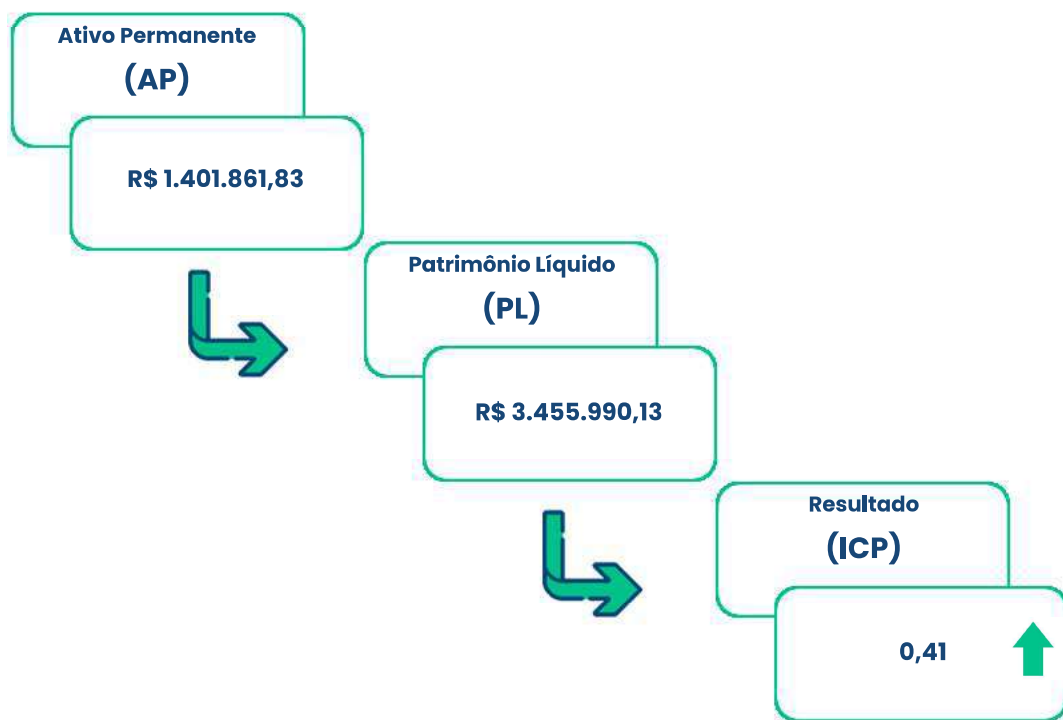 Ativo Permanente
(AP)
R$ 1.401.861,83
Patrimônio Líquido
(PL)
R$ 3.455.990,13
Resultado
(ICP)
0,41